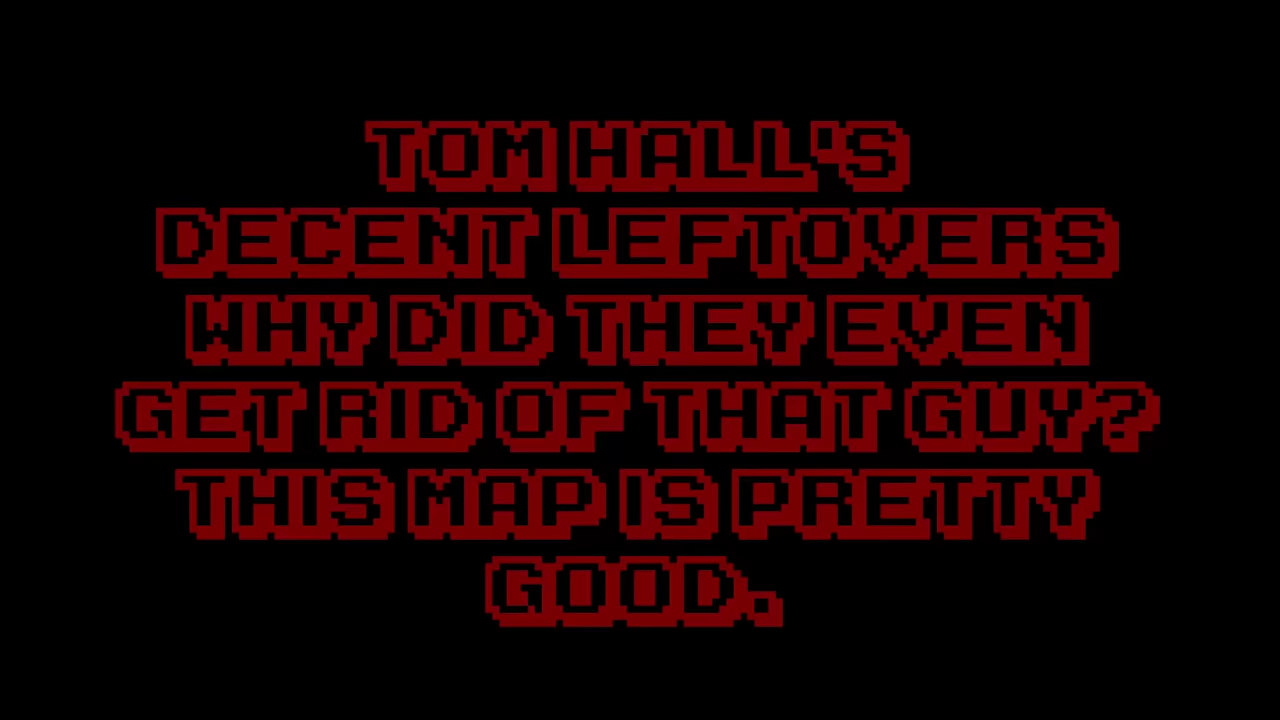 TOM HALL'S
DECENT LEFTOVERS
WHY DID THEY EVEN
GET RID OF THAT GUY?
THIS MAP IS PRETTY
GOOD.